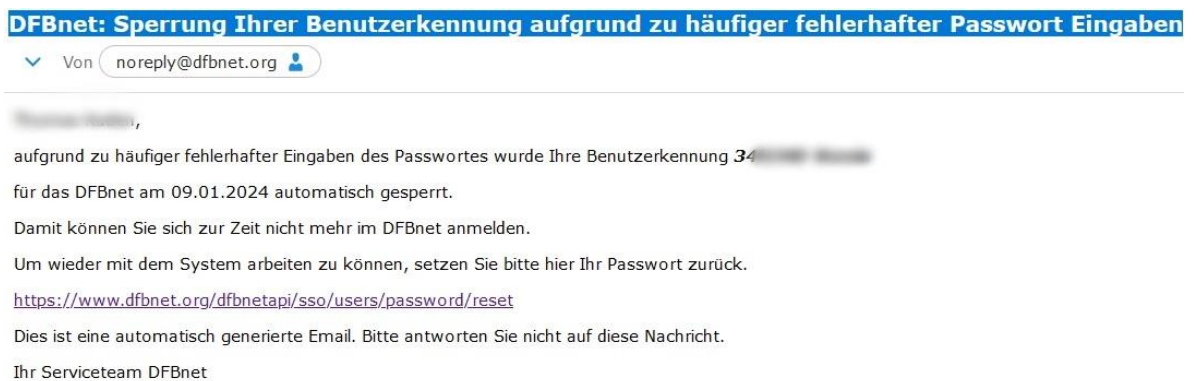 DFBnet: Sperrung Ihrer Benutzerkennung aufgrund zu häufiger fehlerhafter Passwort Eingaben
Von noreply@dfbnet.org
,
aufgrund zu häufiger fehlerhafter Eingaben des Passwortes wurde Ihre Benutzerkennung 34
für das DFBnet am 09.01.2024 automatisch gesperrt.
Damit können Sie sich zur Zeit nicht mehr im DFBnet anmelden.
Um wieder mit dem System arbeiten zu können, setzen Sie bitte hier Ihr Passwort zurück.
https://www.dfbnet.org/dfbnetapi/sso/users/password/reset
Dies ist eine automatisch generierte Email. Bitte antworten Sie nicht auf diese Nachricht.
Ihr Serviceteam DFBnet